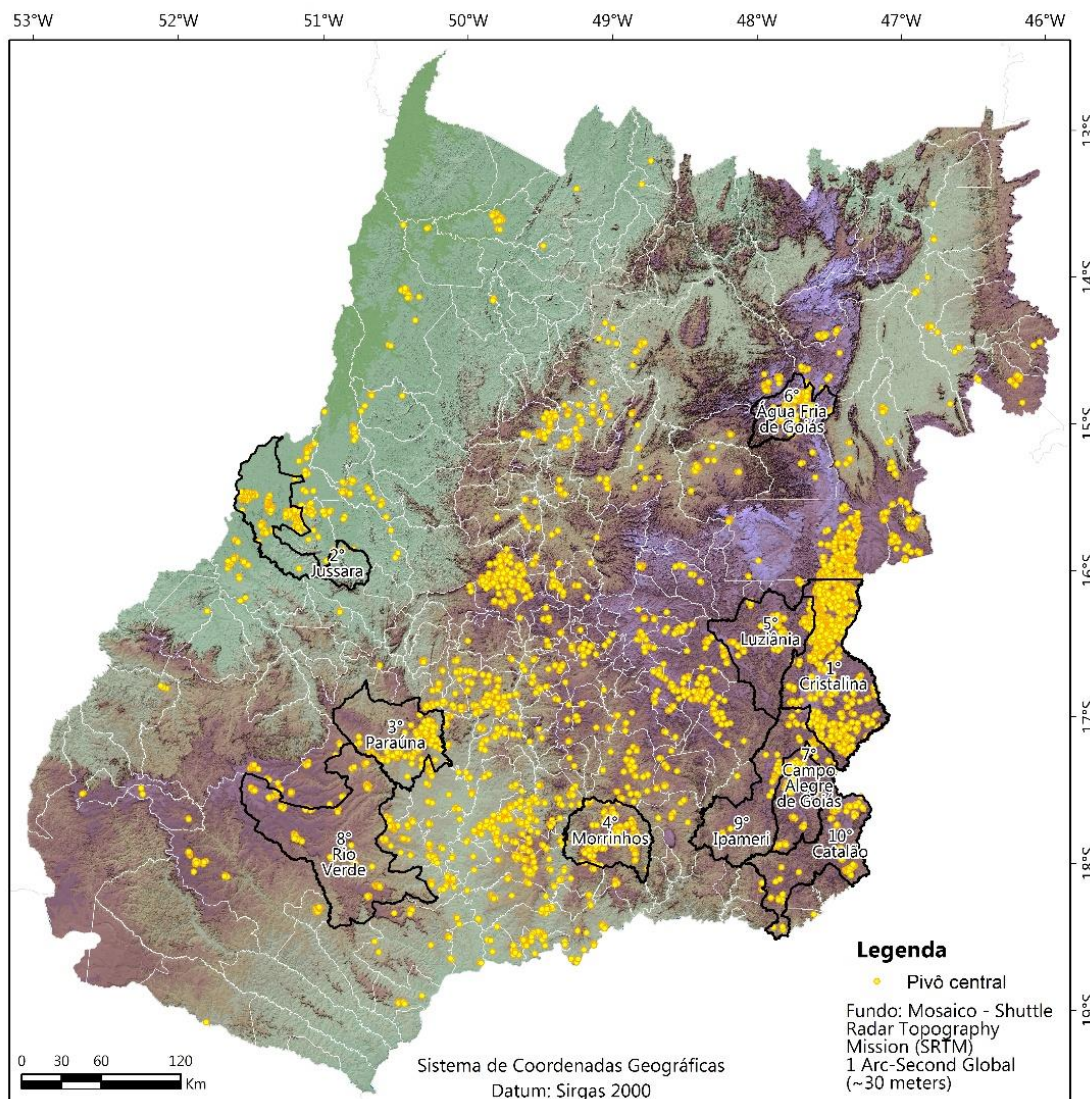 53°W
52°W
51°W
50°W
49°W
48°W
47°W
46°W
13°S
14°S
15°S
16°S
17°S
18°S
19°S
6°
Água Fria
de Goiás
2°
Jussara
5°
Luziânia
1°
Cristalina
3°
Paraúna
7°
Campo
Alegre
de Goiás
4°
Morrinhos
9°
Ipameri
10°
Catalão
8°
Rio
Verde
Legenda
Pivô central
Fundo: Mosaico - Shuttle
Radar Topography
Mission (SRTM)
1 Arc-Second Global
(~30 meters)
0 30 60 120
Km
Sistema de Coordenadas Geográficas
Datum: Sirgas 2000